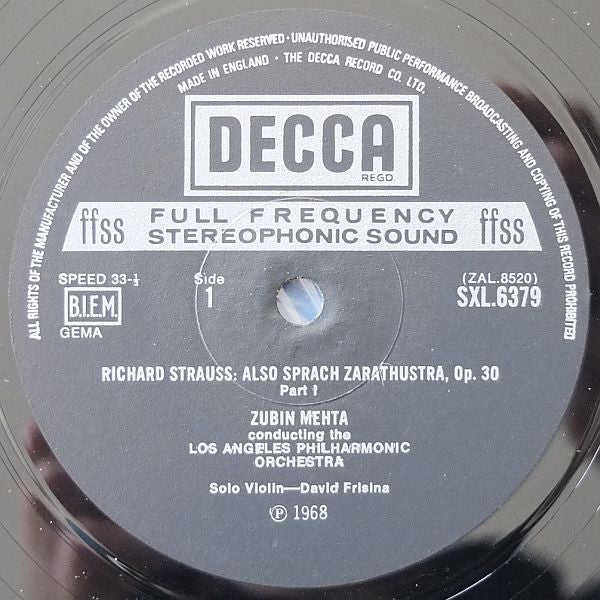 ALL RIGHTS OF THE MANUFACTURER AND OF THE OWNER OF THE RECORDED WORK RESERVED · UNAUTHORISED PUBLIC PERFORMANCE BROADCASTING AND COPYING OF THIS RECORD PROHIBITED
MADE IN ENGLAND · THE DECCA RECORD CO. LTD.
DECCA
REGD.
ffss FULL FREQUENCY ffss
STEREOPHONIC SOUND
SPEED 33-⅓ Side (ZAL.8520)
B.I.E.M. 1 SXL.6379
GEMA
RICHARD STRAUSS: ALSO SPRACH ZARATHUSTRA, Op. 30
Part 1
ZUBIN MEHTA
conducting the
LOS ANGELES PHILHARMONIC
ORCHESTRA
Solo Violin—David Frisina
Ⓟ 1968